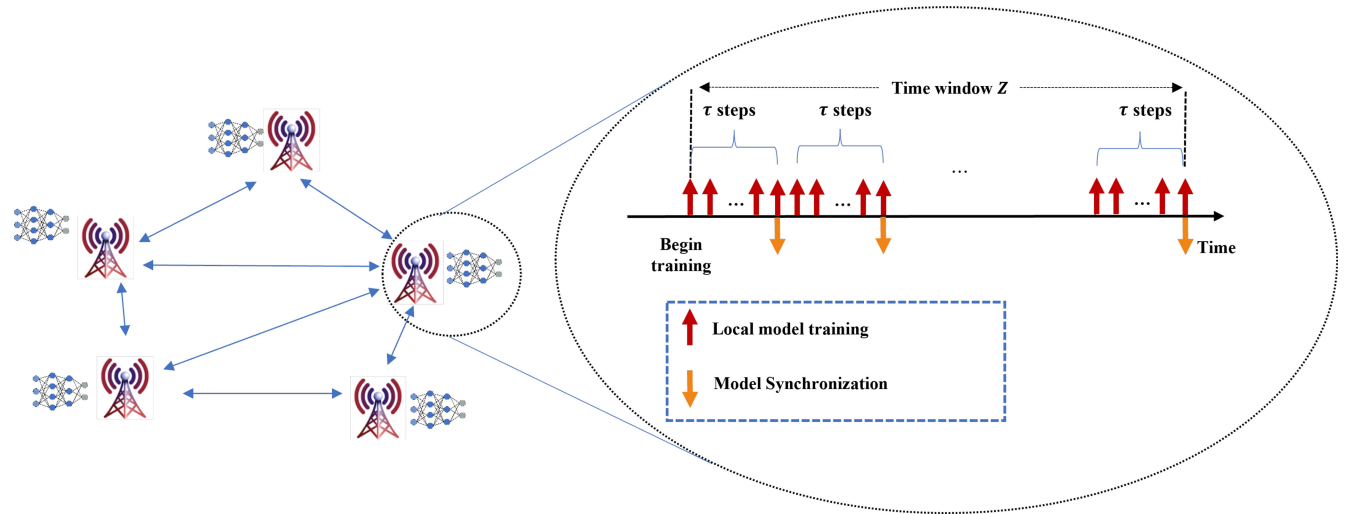 Time window Z
τ steps
τ steps
τ steps
...
...
...
...
Begin
training
Time
Local model training
Model Synchronization